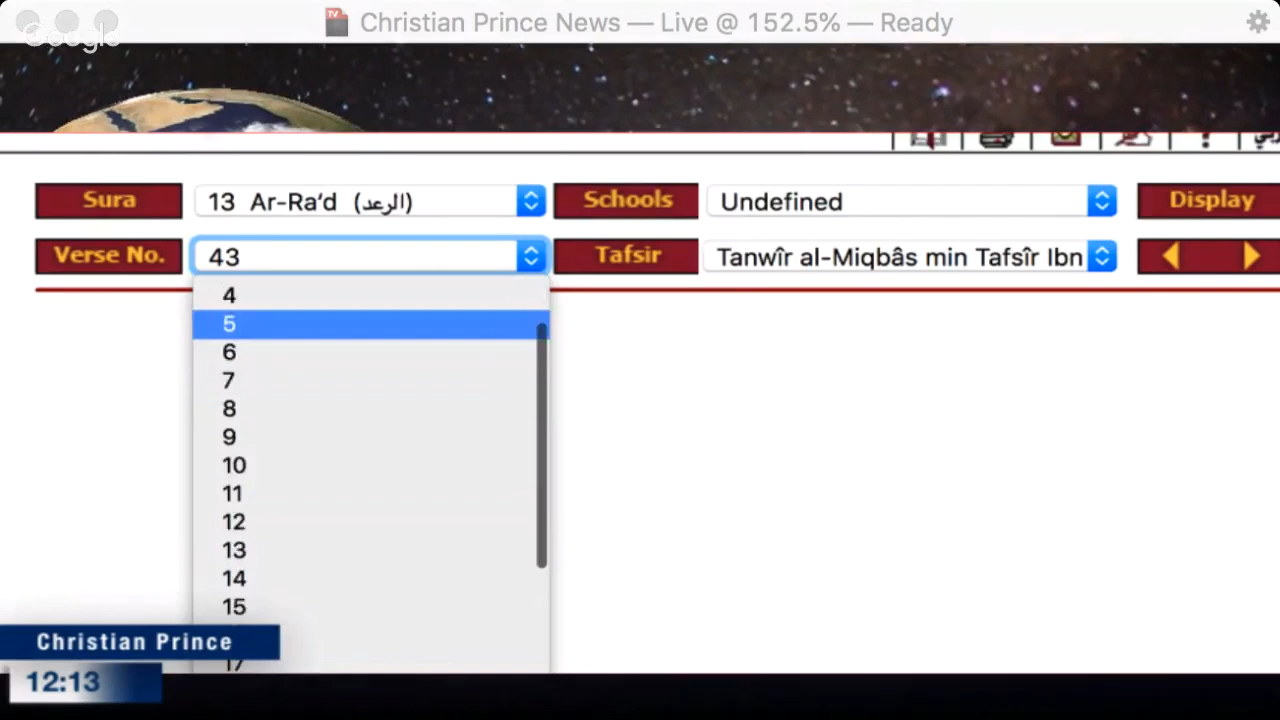 Christian Prince News — Live @ 152.5% — Ready
Google
Sura
13 Ar-Ra‘d (الرعد)
Schools
Undefined
Display
Verse No.
43
Tafsir
Tanwîr al-Miqbâs min Tafsîr Ibn
4
5
6
7
8
9
10
11
12
13
14
15
17
Christian Prince
12:13